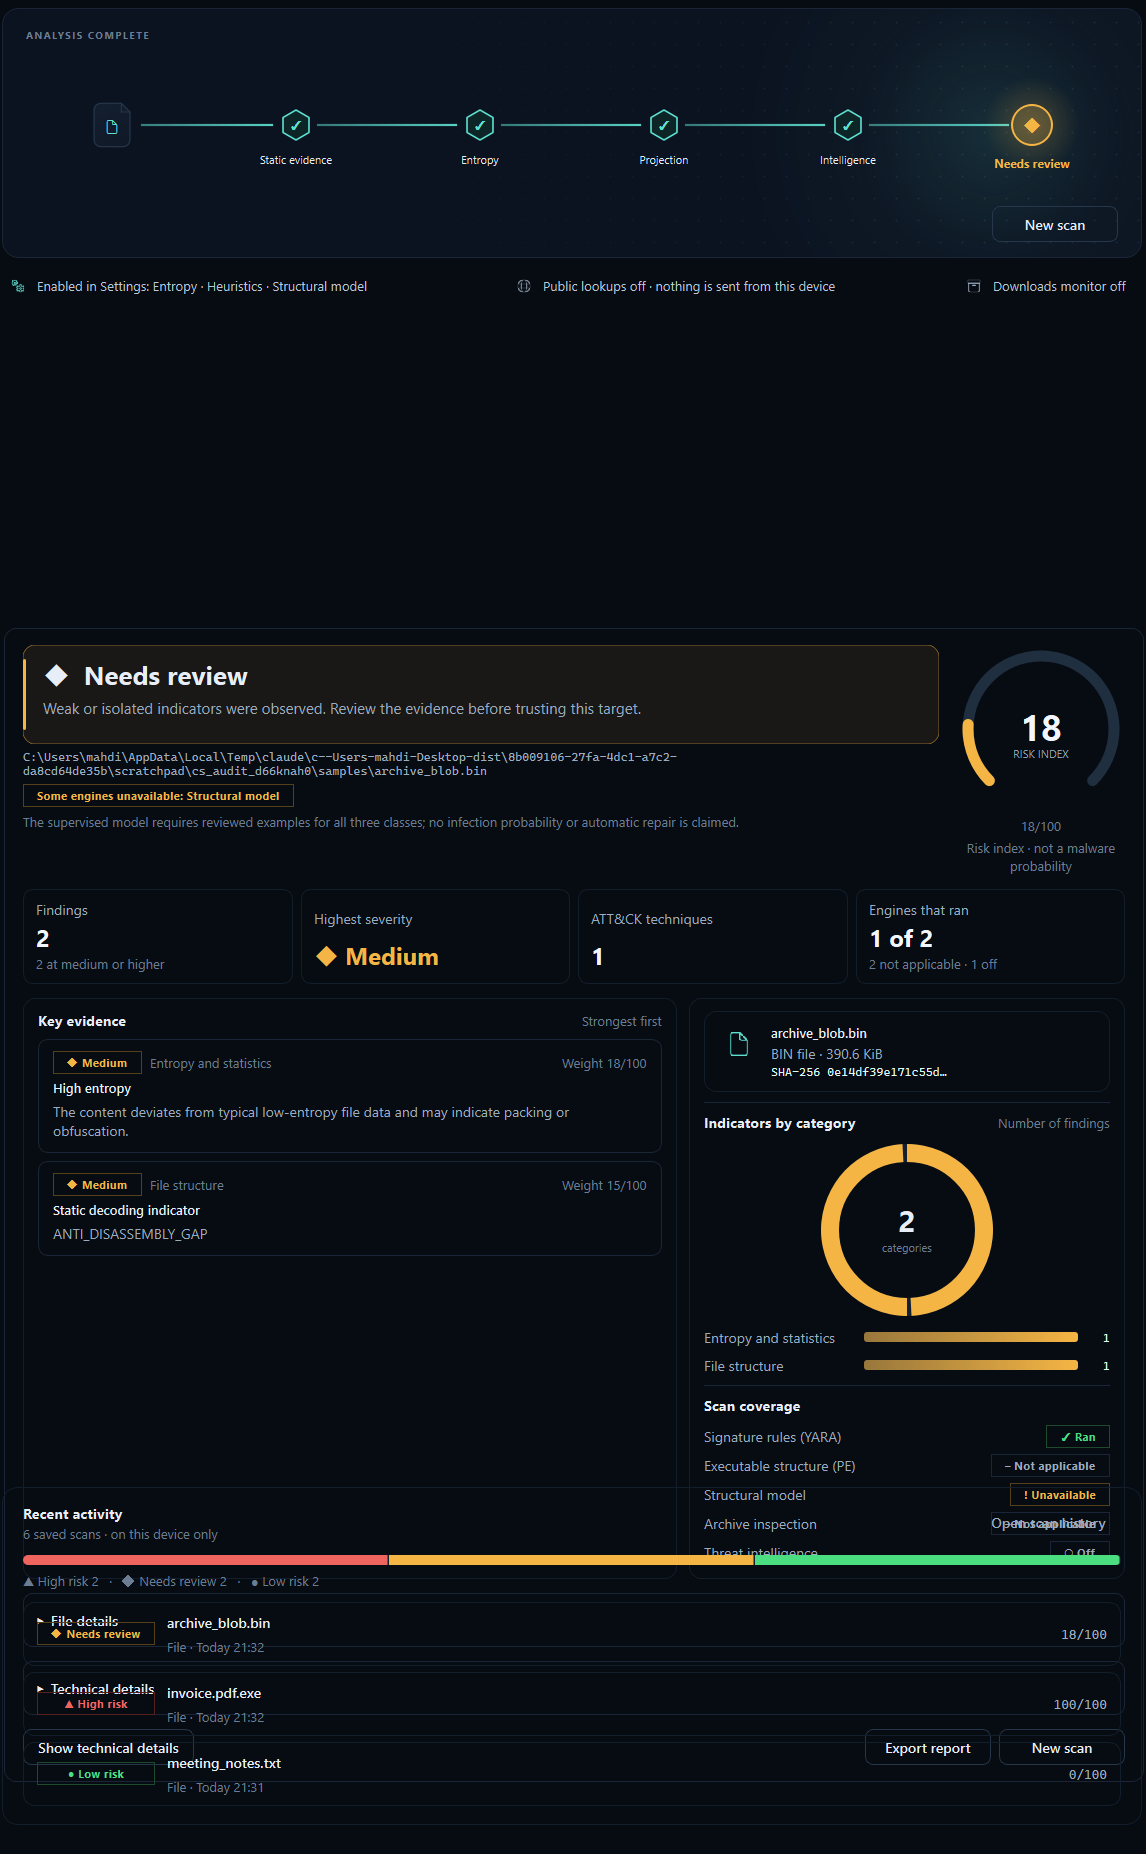 ANALYSIS COMPLETE
Static evidence
Entropy
Projection
Intelligence
Needs review
New scan
Enabled in Settings: Entropy · Heuristics · Structural model
Public lookups off · nothing is sent from this device
Downloads monitor off
Needs review
Weak or isolated indicators were observed. Review the evidence before trusting this target.
C:\Users\mahdi\AppData\Local\Temp\claude\c--Users-mahdi-Desktop-dist\8b009106-27fa-4dc1-a7c2-
da8cd64de35b\scratchpad\cs_audit_d66knah0\samples\archive_blob.bin
Some engines unavailable: Structural model
The supervised model requires reviewed examples for all three classes; no infection probability or automatic repair is claimed.
18
RISK INDEX
18/100
Risk index · not a malware
probability
Findings
2
2 at medium or higher
Highest severity
Medium
ATT&CK techniques
1
Engines that ran
1 of 2
2 not applicable · 1 off
Key evidence
Strongest first
Medium
Entropy and statistics
Weight 18/100
High entropy
The content deviates from typical low-entropy file data and may indicate packing or
obfuscation.
Medium
File structure
Weight 15/100
Static decoding indicator
ANTI_DISASSEMBLY_GAP
archive_blob.bin
BIN file · 390.6 KiB
SHA-256 0e14df39e171c55d…
Indicators by category
Number of findings
2
categories
Entropy and statistics
1
File structure
1
Scan coverage
Signature rules (YARA)
✓ Ran
Executable structure (PE)
– Not applicable
Structural model
! Unavailable
Archive inspection
– Not applicable
Threat intelligence
Off
Recent activity
Open scan history
6 saved scans · on this device only
High risk 2 · Needs review 2 · Low risk 2
File details
Needs review
archive_blob.bin
File · Today 21:32
18/100
Technical details
High risk
invoice.pdf.exe
File · Today 21:32
100/100
Show technical details
Export report
New scan
Low risk
meeting_notes.txt
File · Today 21:31
0/100